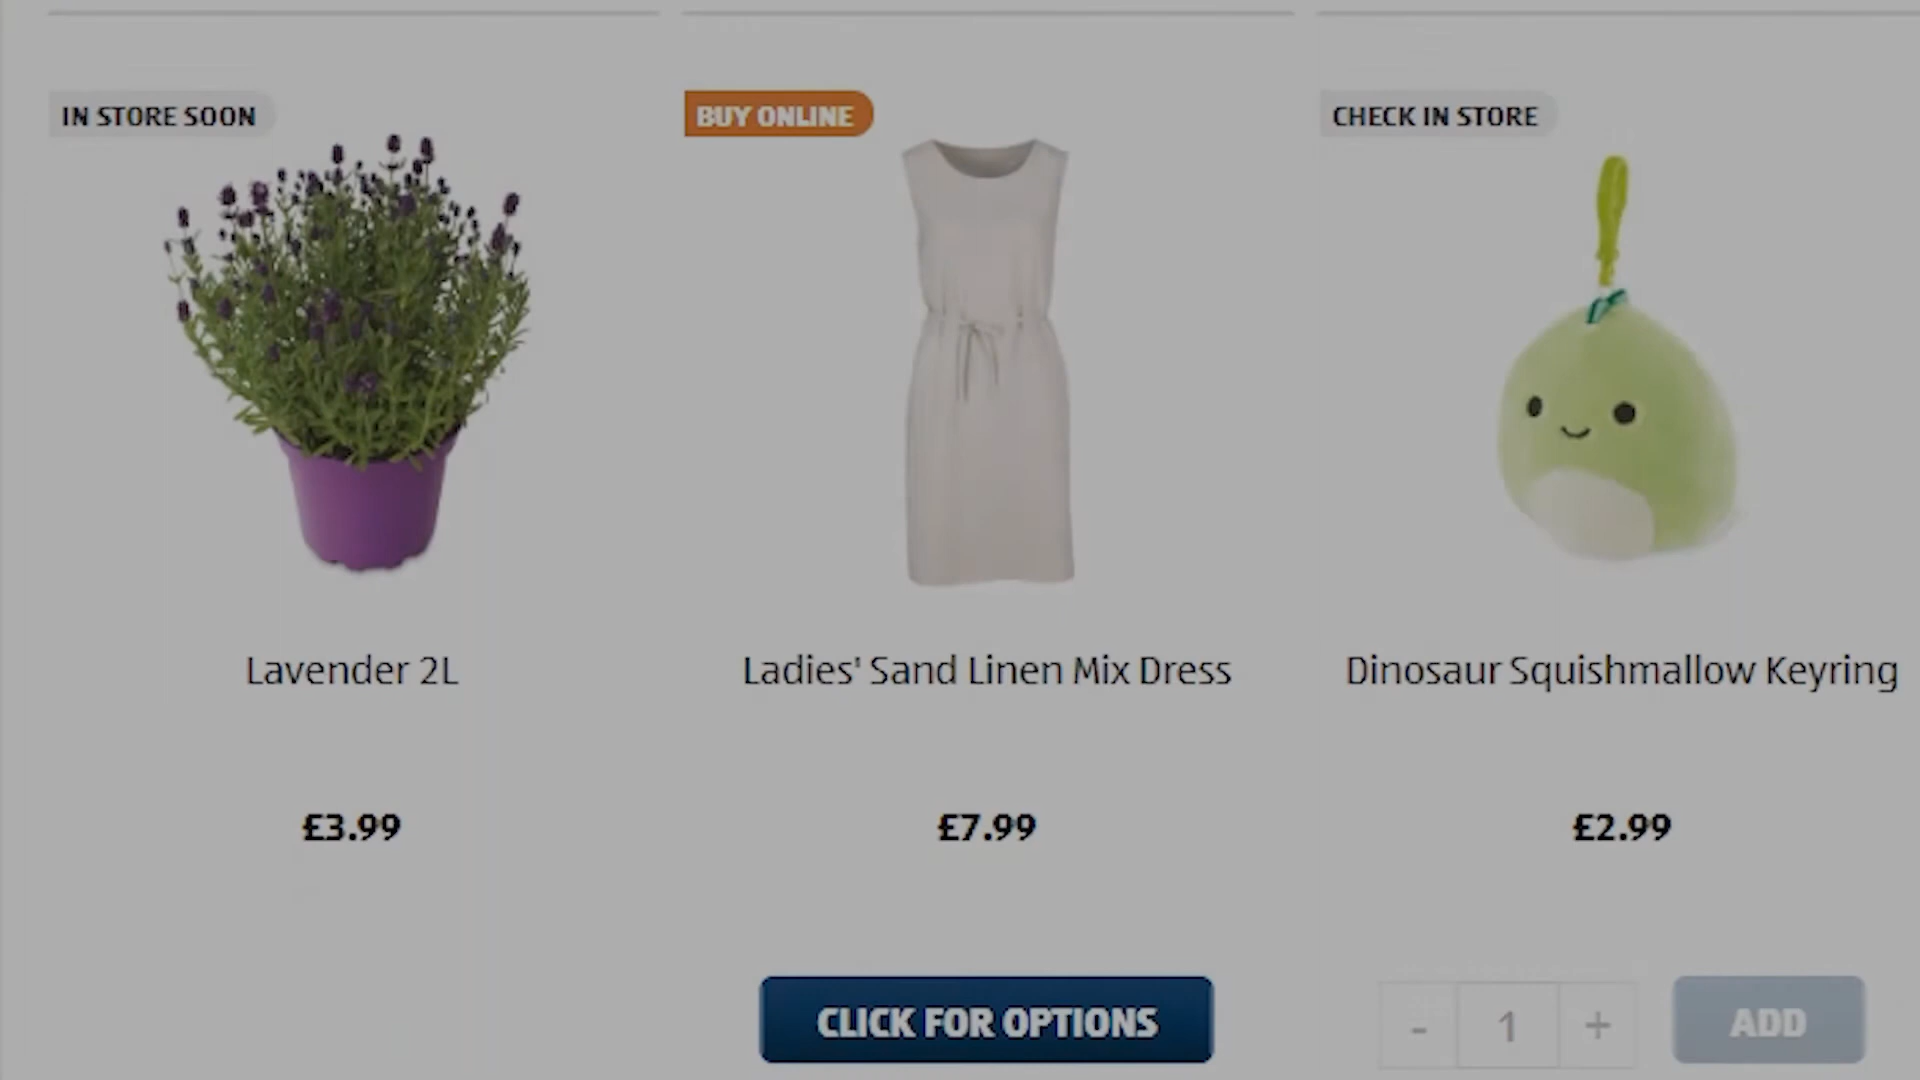 IN STORE SOON
BUY ONLINE
CHECK IN STORE
Lavender 2L
Ladies' Sand Linen Mix Dress
Dinosaur Squishmallow Keyring
£3.99
£7.99
£2.99
CLICK FOR OPTIONS
- 1 +
ADD